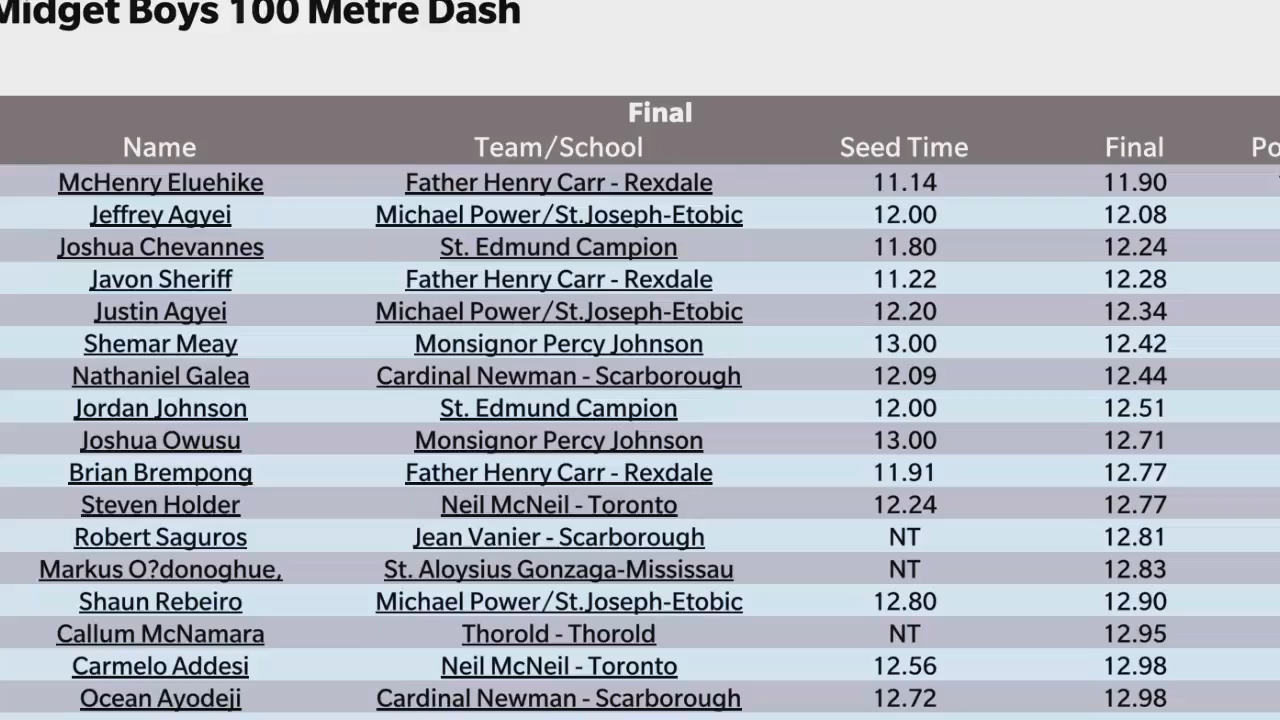 Midget Boys 100 Metre Dash
Final
Name Team/School Seed Time Final Po
McHenry Eluehike Father Henry Carr - Rexdale 11.14 11.90
Jeffrey Agyei Michael Power/St.Joseph-Etobic 12.00 12.08
Joshua Chevannes St. Edmund Campion 11.80 12.24
Javon Sheriff Father Henry Carr - Rexdale 11.22 12.28
Justin Agyei Michael Power/St.Joseph-Etobic 12.20 12.34
Shemar Meay Monsignor Percy Johnson 13.00 12.42
Nathaniel Galea Cardinal Newman - Scarborough 12.09 12.44
Jordan Johnson St. Edmund Campion 12.00 12.51
Joshua Owusu Monsignor Percy Johnson 13.00 12.71
Brian Brempong Father Henry Carr - Rexdale 11.91 12.77
Steven Holder Neil McNeil - Toronto 12.24 12.77
Robert Saguros Jean Vanier - Scarborough NT 12.81
Markus O?donoghue, St. Aloysius Gonzaga-Mississau NT 12.83
Shaun Rebeiro Michael Power/St.Joseph-Etobic 12.80 12.90
Callum McNamara Thorold - Thorold NT 12.95
Carmelo Addesi Neil McNeil - Toronto 12.56 12.98
Ocean Ayodeji Cardinal Newman - Scarborough 12.72 12.98